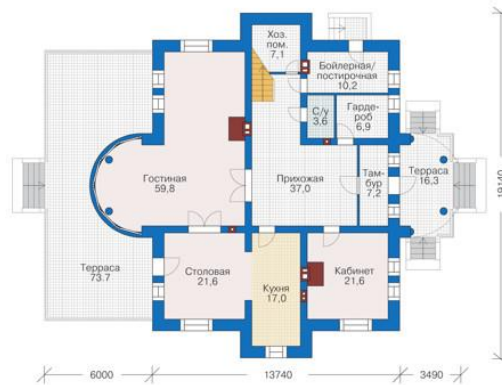 Хоз.
пом.
7,1
Бойлерная/
постирочная
10,2
С/у
3,6
Гарде-
роб
6,9
Гостиная
59,8
Прихожая
37,0
Там-
бур
7,2
Терраса
16,3
Терраса
73.7
Столовая
21,6
Кухня
17,0
Кабинет
21,6
19140
6000
13740
3490